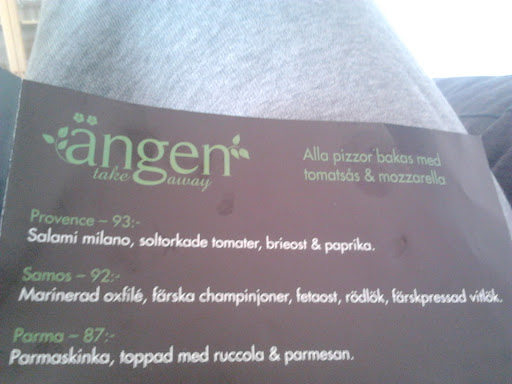 ängen
take away
Alla pizzor bakas med
tomatsås & mozzarella
Provence – 93:-
Salami milano, soltorkade tomater, brieost & paprika.
Samos – 92:-
Marinerad oxfilé, färska champinjoner, fetaost, rödlök, färskpressad vitlök.
Parma – 87:-
Parmaskinka, toppad med ruccola & parmesan.